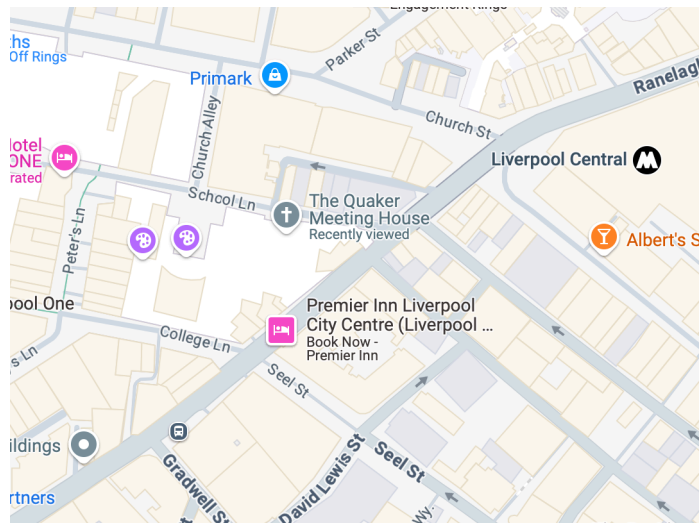 Engagement Rings
ths
Off Rings
Parker St
Primark
Ranelagh
Church Alley
Church St
Hotel
ONE
rated
Liverpool Central
School Ln
The Quaker
Meeting House
Recently viewed
Peter's Ln
Albert's S
pool One
Premier Inn Liverpool
City Centre (Liverpool ...
Book Now -
Premier Inn
College Ln
's Ln
Seel St
ildings
Gradwell St
David Lewis St
Seel St
rtners
Wy.